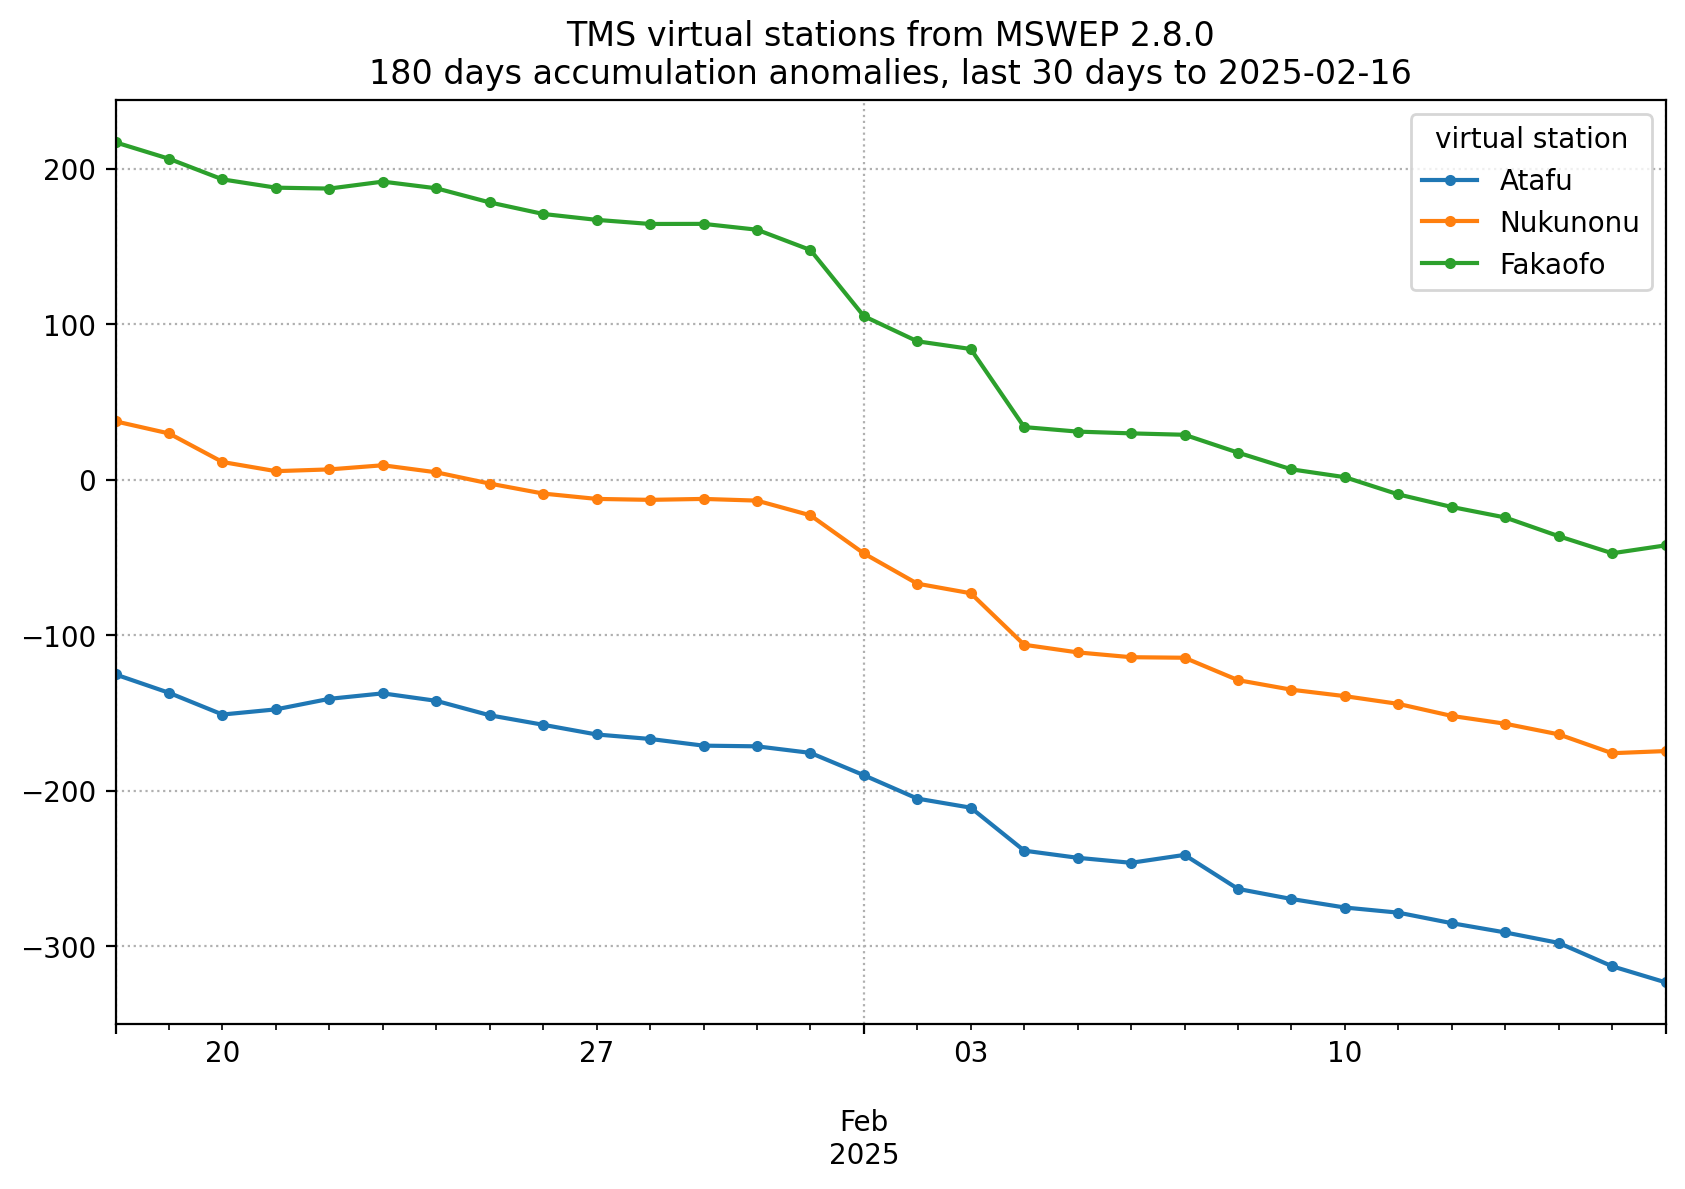 TMS virtual stations from MSWEP 2.8.0
180 days accumulation anomalies, last 30 days to 2025-02-16
virtual station
Atafu
Nukunonu
Fakaofo
200
100
0
−100
−200
−300
20 27 03 10
Feb
2025